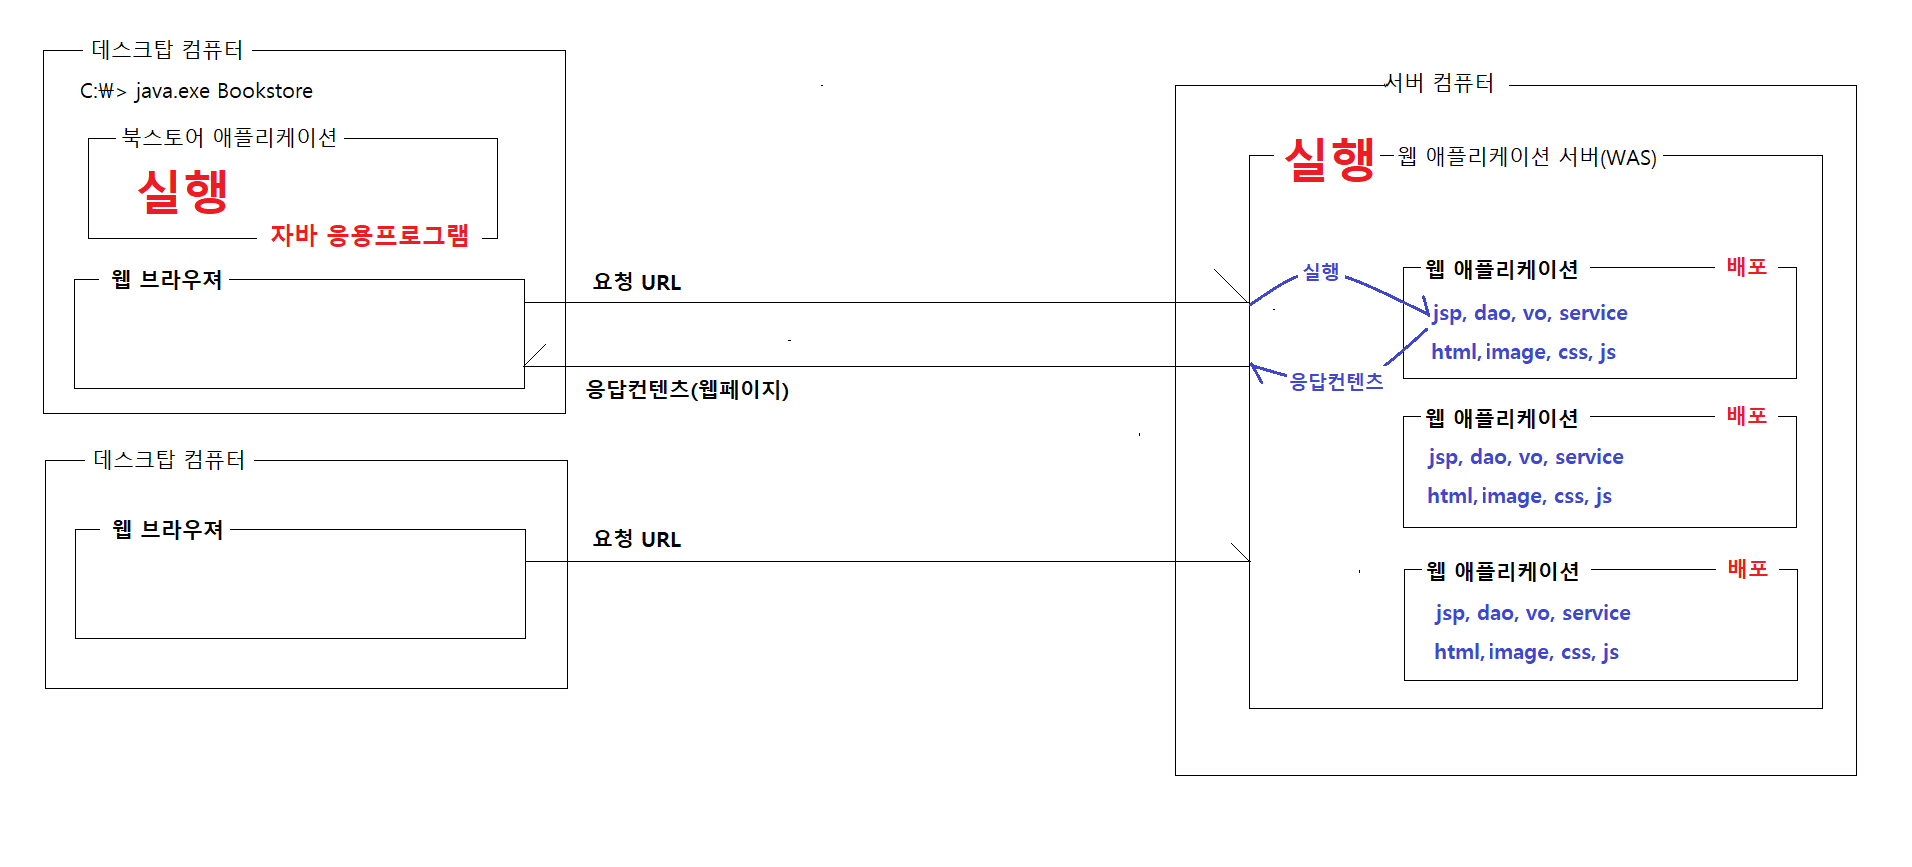 데스크탑 컴퓨터
C:₩> java.exe Bookstore
북스토어 애플리케이션
실행
자바 응용프로그램
웹 브라우져
요청 URL
응답컨텐츠(웹페이지)
데스크탑 컴퓨터
웹 브라우져
요청 URL
서버 컴퓨터
실행
웹 애플리케이션 서버(WAS)
실행
응답컨텐츠
웹 애플리케이션 배포
jsp, dao, vo, service
html, image, css, js
웹 애플리케이션 배포
jsp, dao, vo, service
html, image, css, js
웹 애플리케이션 배포
jsp, dao, vo, service
html, image, css, js